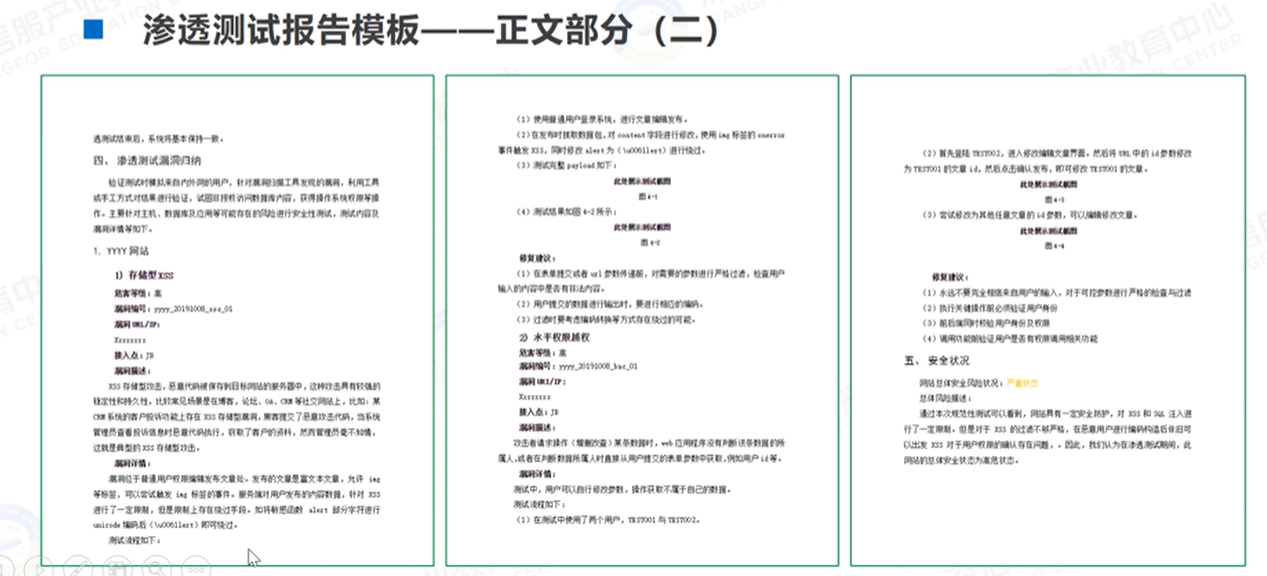 渗透测试报告模板——正文部分（二）
透测试结束后，系统将基本保持一致。
四、 渗透测试漏洞归纳
验证测试时模拟来自内外网的用户，针对漏洞扫描工具发现的漏洞，利用工具
或手工方式对结果进行验证，试图非授权访问数据库内容，获得操作系统权限等操
作。主要针对主机、数据库及应用等可能存在的风险进行安全性测试，测试内容及
漏洞详情等如下。
1. YYYY 网站
1) 存储型 XSS
危害等级：高
漏洞编号：yyyy_20191008_xss_01
漏洞 URL/IP：
Xxxxxxxx
接入点：JD
漏洞描述：
XSS 存储型攻击，恶意代码被保存到目标网站的服务器中，这种攻击具有较强的
稳定性和持久性，比较常见场景是在博客，论坛、OA、CRM 等社交网站上，比如：某
CRM 系统的客户投诉功能上存在 XSS 存储型漏洞，黑客提交了恶意攻击代码，当系统
管理员查看投诉信息时恶意代码执行，窃取了客户的资料，然而管理员毫不知情，
这就是典型的 XSS 存储型攻击。
漏洞详情：
漏洞位于普通用户权限编辑发布文章处。发布的文章是富文本文章，允许 img
等标签，可以尝试触发 img 标签的事件。服务端对用户发布的内容数据，针对 XSS
进行了一定限制，但是限制上存在绕过手段。如将敏感函数 alert 部分字符进行
unicode 编码后（\u0061lert）即可绕过。
测试流程如下：
（1）使用普通用户登录系统，进行文章编辑发布。
（2）在发布时抓取数据包，对 content 字段进行修改，使用 img 标签的 onerror
事件触发 XSS，同时修改 alert 为（\u0061lert）进行绕过。
（3）测试完整 payload 如下：
此处展示测试截图
图 4-1
（4）测试结果如图 4-2 所示：
此处展示测试截图
图 4-2
修复建议：
（1）在表单提交或者 url 参数传递前，对需要的参数进行严格过滤，检查用户
输入的内容中是否有非法内容。
（2）用户提交的数据进行输出时，要进行相应的编码。
（3）过滤时要考虑编码转换等方式存在绕过的可能。
2) 水平权限越权
危害等级：高
漏洞编号：yyyy_20191008_bac_01
漏洞 URI/IP：
Xxxxxxxx
接入点：JD
漏洞描述：
攻击者请求操作（增删改查）某条数据时，web 应用程序没有判断该条数据的所
属人，或者在判断数据所属人时直接从用户提交的表单参数中获取，例如用户 id 等。
漏洞详情：
测试中，用户可以自行修改参数，操作获取不属于自己的数据。
测试流程如下：
（1）在测试中使用了两个用户，TEST001 与 TEST002。
（2）首先登陆 TEST002，进入修改编辑文章界面。然后将 URL 中的 id 参数修改
为 TEST001 的文章 id，然后点击确认发布，即可修改 TEST001 的文章。
此处展示测试截图
图 4-3
（3）尝试修改为其他任意文章的 id 参数，可以编辑修改文章。
此处展示测试截图
图 4-4
修复建议：
（1）永远不要完全相信来自用户的输入，对于可控参数进行严格的检查与过滤
（2）执行关键操作前必须验证用户身份
（3）前后端同时校验用户身份及权限
（4）调用功能前验证用户是否有权限调用相关功能
五、 安全状况
网站总体安全风险状况：严重状态
总体风险描述：
通过本次规范性测试可以看到，网站具有一定安全防护，对 XSS 和 SQL 注入进
行了一定限制。但是对于 XSS 的过滤不够严格，在恶意用户进行编码构造后依旧可
以出发 XSS 对于用户权限的确认存在问题，。因此，我们认为在渗透测试期间，此
网站的总体安全状态为高危状态。